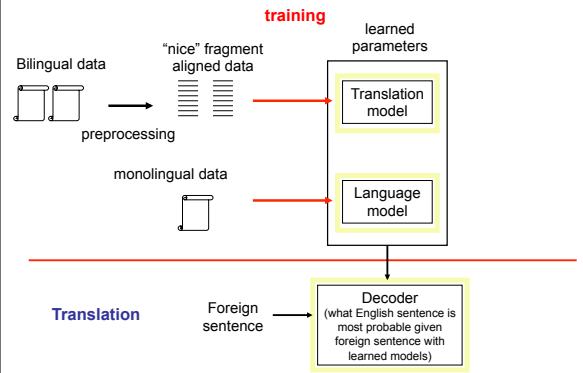 training
learned
parameters
"nice" fragment
aligned data
Bilingual data
preprocessing
Translation
model
monolingual data
Language
model
Translation
Foreign
sentence
Decoder
(what English sentence is
most probable given
foreign sentence with
learned models)